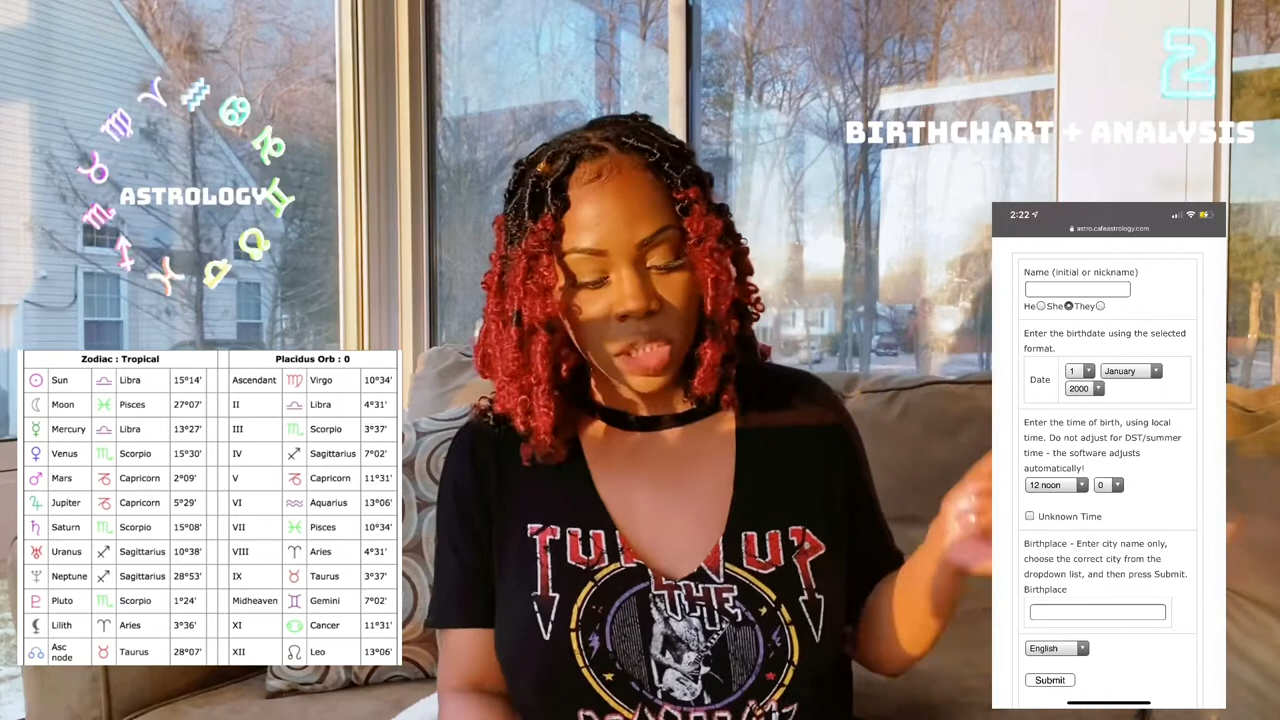 2
BIRTHCHART + ANALYSIS
ASTROLOGY
Zodiac : Tropical Placidus Orb : 0
Sun Libra 15°14' Ascendant Virgo 10°34'
Moon Pisces 27°07' II Libra 4°31'
Mercury Libra 13°27' III Scorpio 3°37'
Venus Scorpio 15°30' IV Sagittarius 7°02'
Mars Capricorn 2°09' V Capricorn 11°31'
Jupiter Capricorn 5°29' VI Aquarius 13°06'
Saturn Scorpio 15°08' VII Pisces 10°34'
Uranus Sagittarius 10°38' VIII Aries 4°31'
Neptune Sagittarius 28°53' IX Taurus 3°37'
Pluto Scorpio 1°24' Midheaven Gemini 7°02'
Lilith Aries 3°36' XI Cancer 11°31'
Asc node Taurus 28°07' XII Leo 13°06'
TURN UP
THE
2:22
astro.cafeastrology.com
Name (initial or nickname)
He She They
Enter the birthdate using the selected
format.
Date 1 January
2000
Enter the time of birth, using local
time. Do not adjust for DST/summer
time - the software adjusts
automatically!
12 noon 0
Unknown Time
Birthplace - Enter city name only,
choose the correct city from the
dropdown list, and then press Submit.
Birthplace
English
Submit